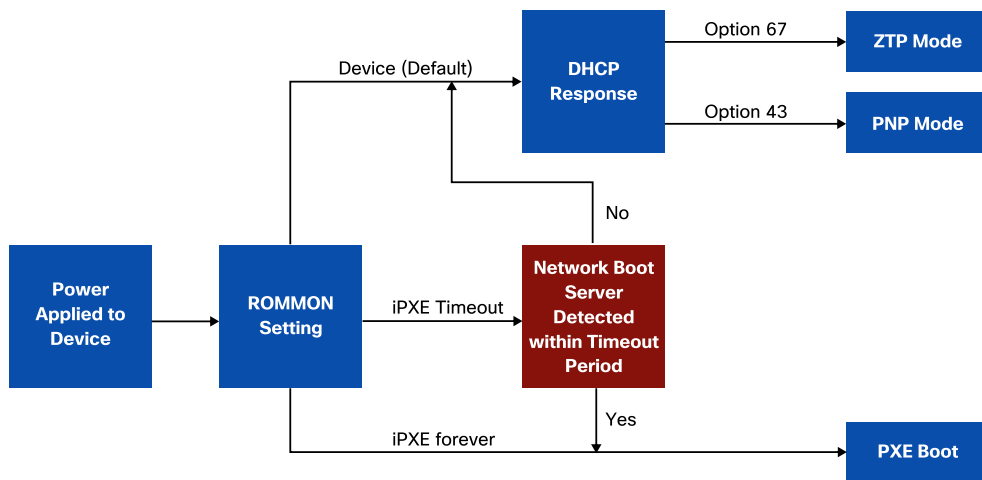 Option 67
ZTP Mode
Device (Default)
DHCP
Response
Option 43
PNP Mode
No
Power
Applied to
Device
ROMMON
Setting
iPXE Timeout
Network Boot
Server
Detected
within Timeout
Period
Yes
iPXE forever
PXE Boot